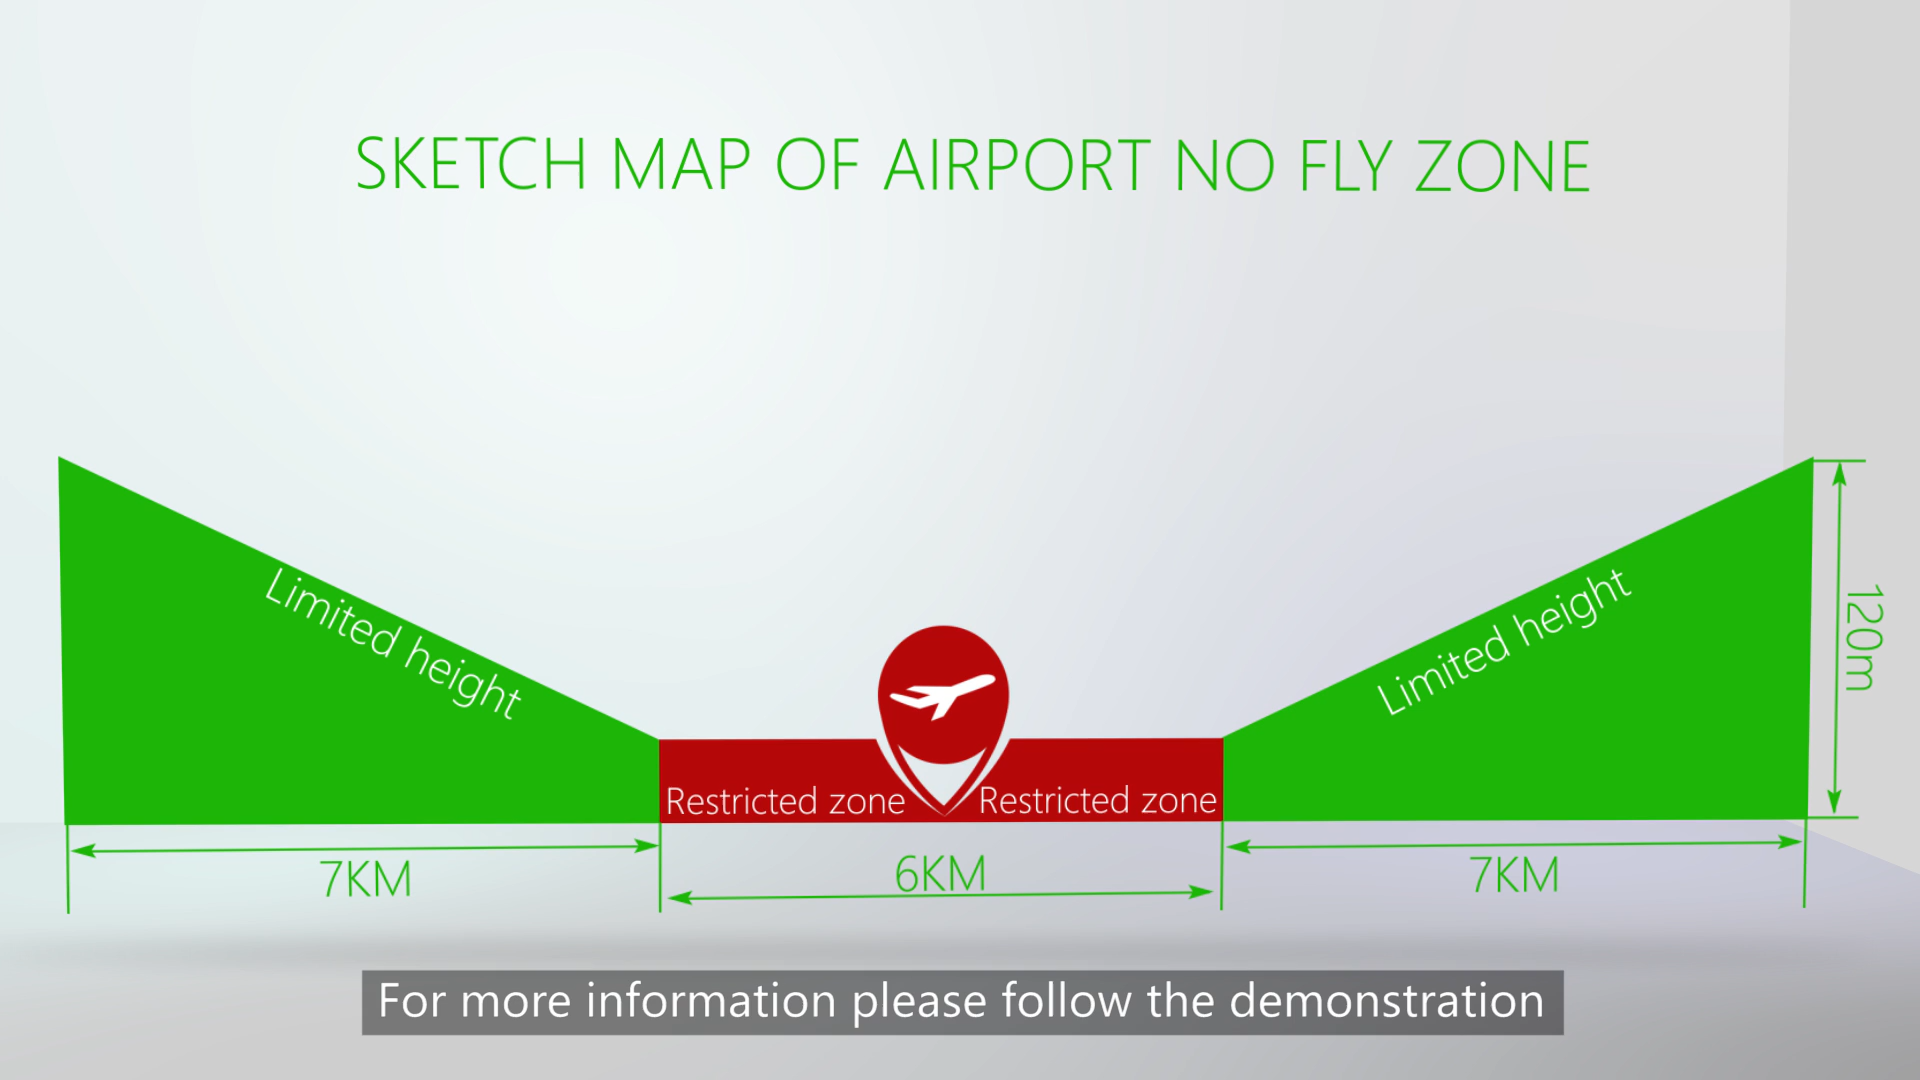 SKETCH MAP OF AIRPORT NO FLY ZONE
Limited height
Limited height
120m
Restricted zone
Restricted zone
7KM
6KM
7KM
For more information please follow the demonstration